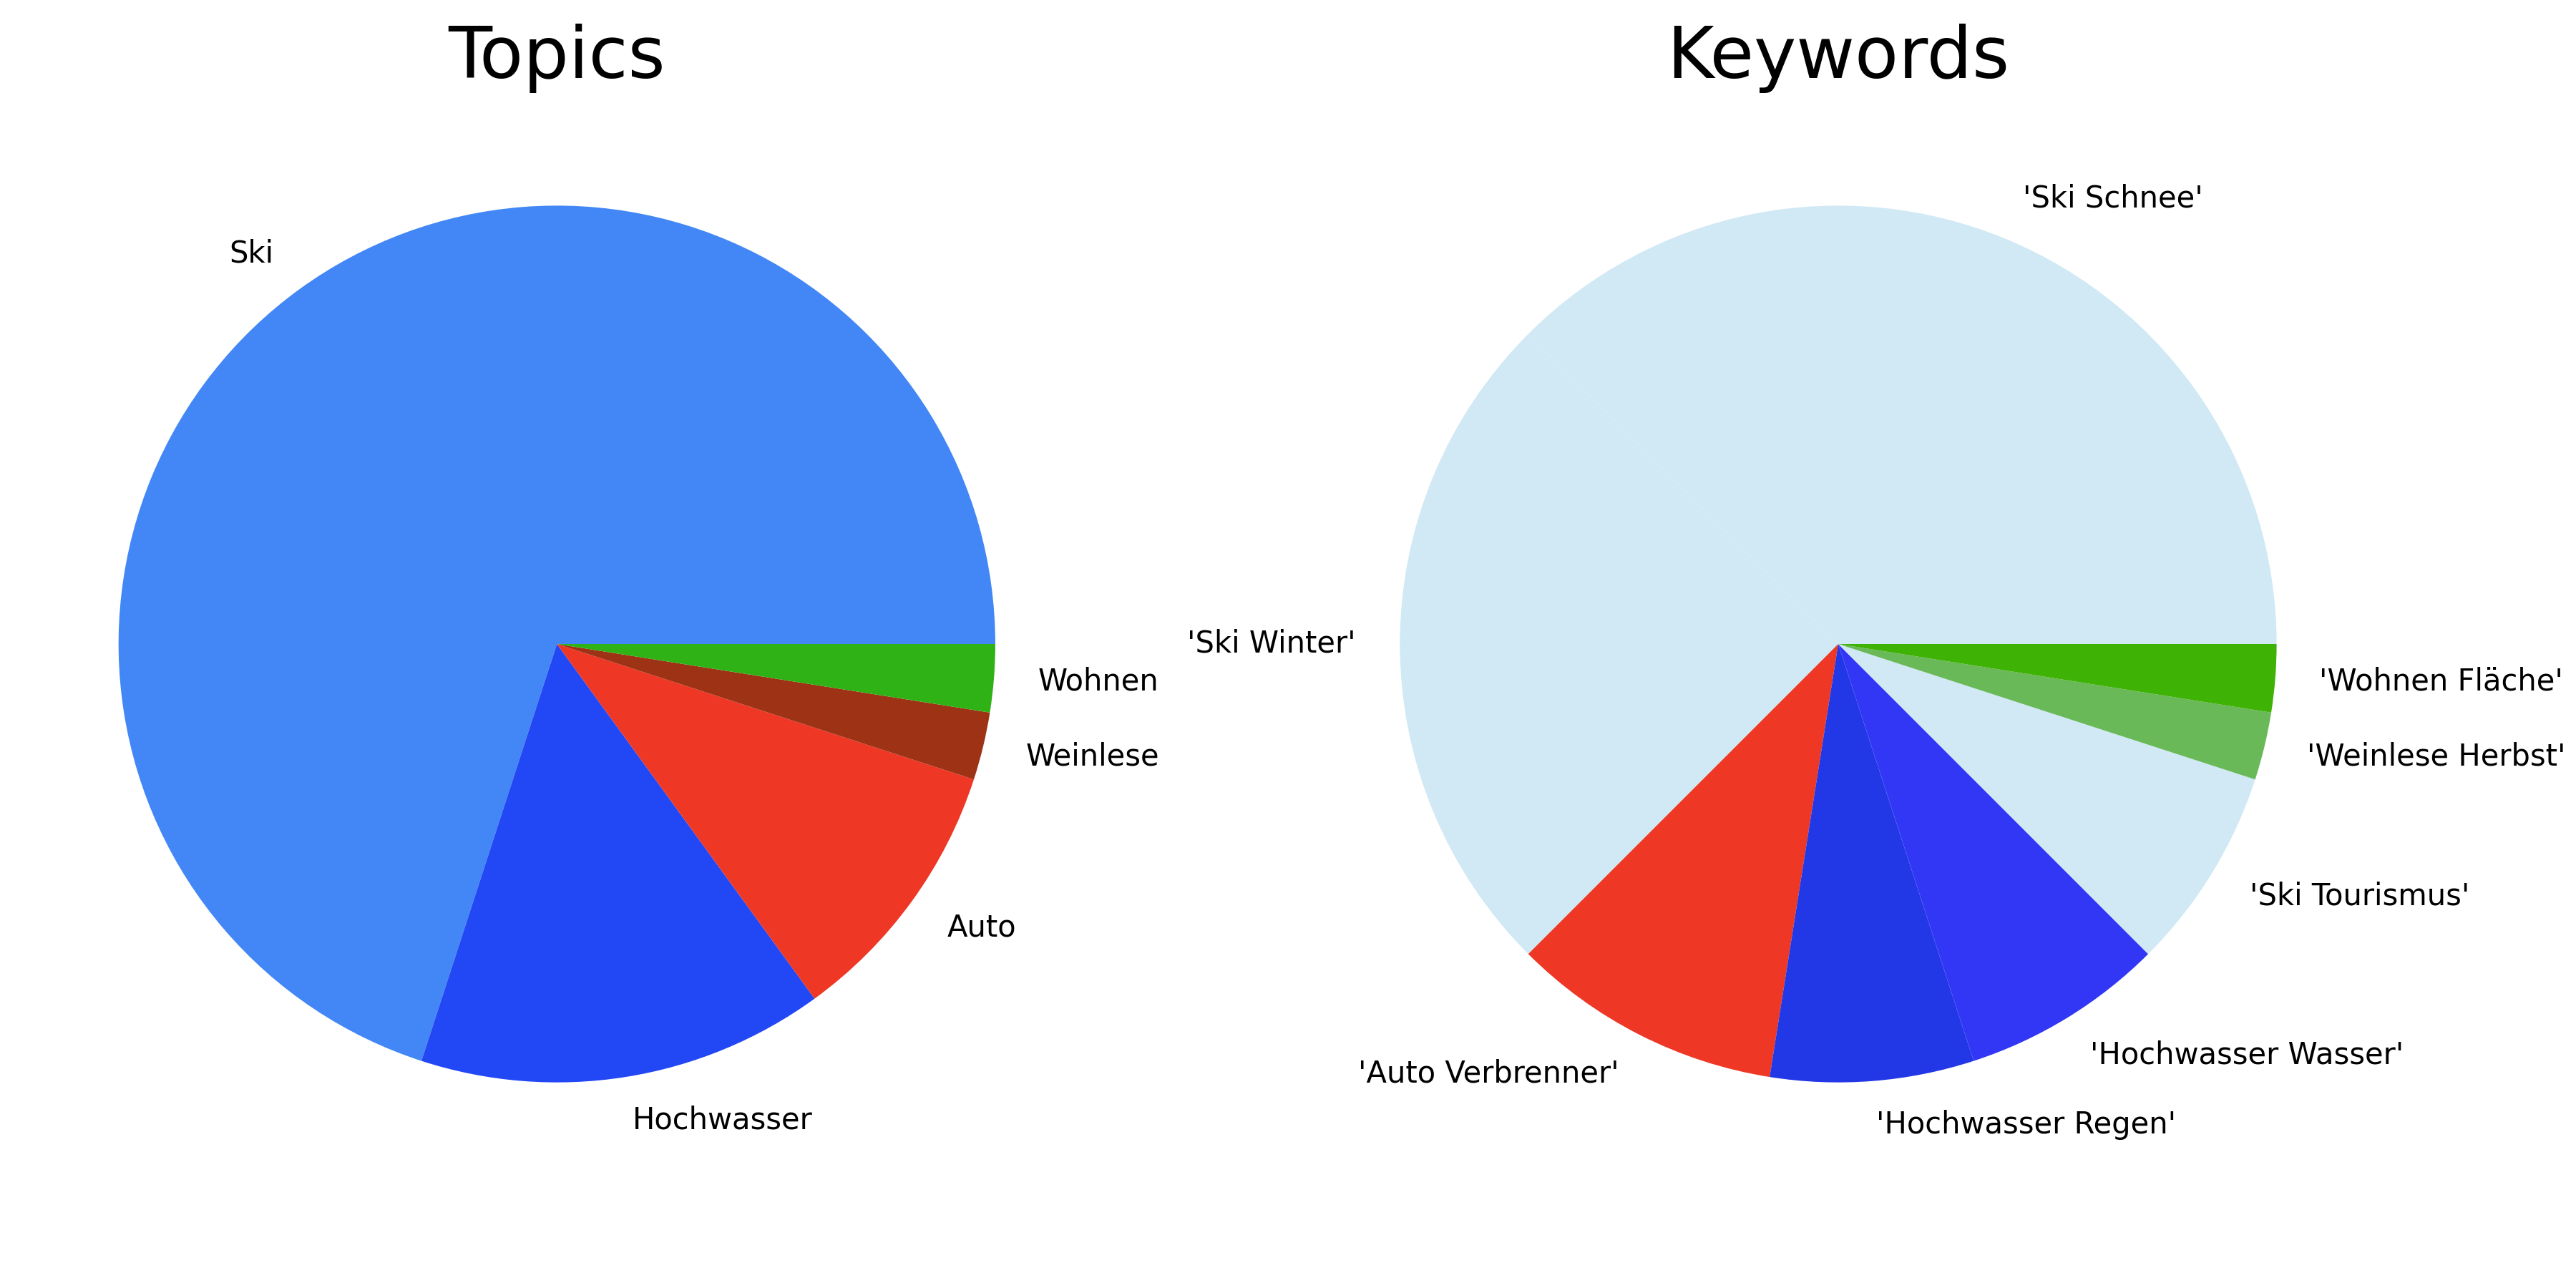 Topics
Ski
Wohnen
Weinlese
Auto
Hochwasser
Keywords
'Ski Schnee'
'Ski Winter'
'Wohnen Fläche'
'Weinlese Herbst'
'Ski Tourismus'
'Hochwasser Wasser'
'Auto Verbrenner'
'Hochwasser Regen'